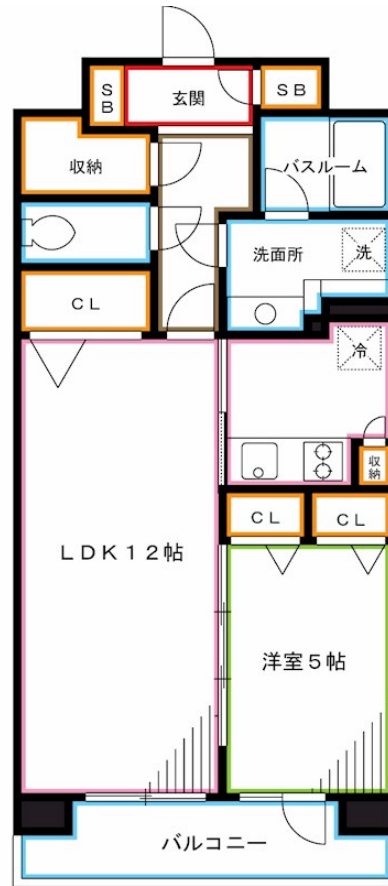 SB
玄関
SB
収納
バスルーム
洗面所
洗
CL
冷
収納
CL
CL
LDK12帖
洋室5帖
バルコニー